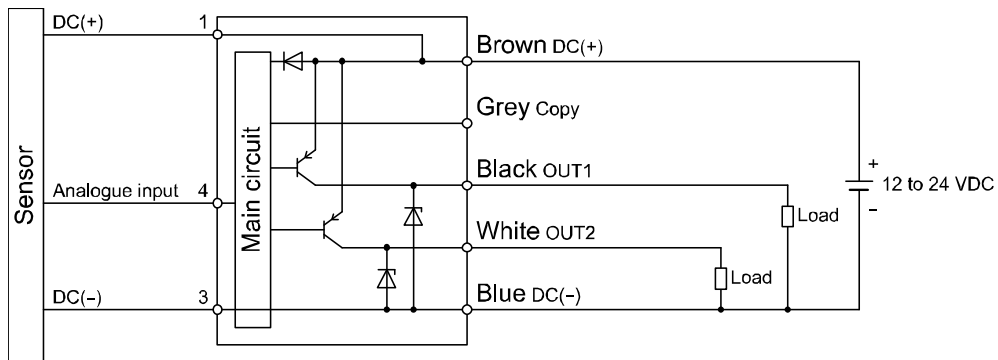 Sensor
DC(+)
1
Analogue input
4
DC(−)
3
Main circuit
Brown DC(+)
Grey Copy
Black OUT1
White OUT2
Blue DC(−)
Load
Load
+
12 to 24 VDC
−